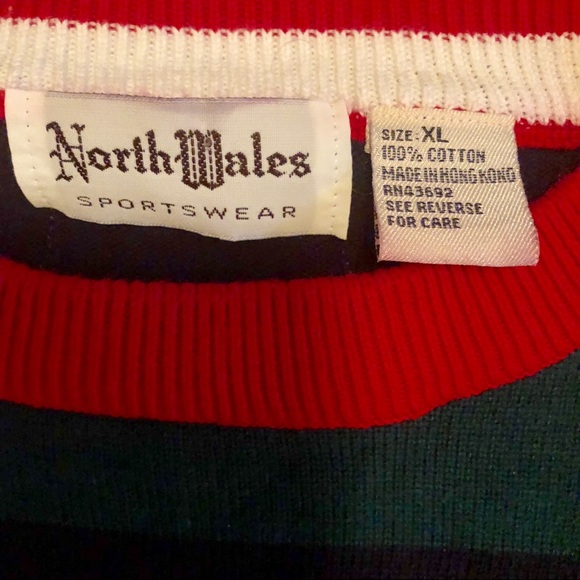 North Wales
SPORTSWEAR
SIZE: XL
100% COTTON
MADE IN HONG KONG
RN43692
SEE REVERSE
FOR CARE